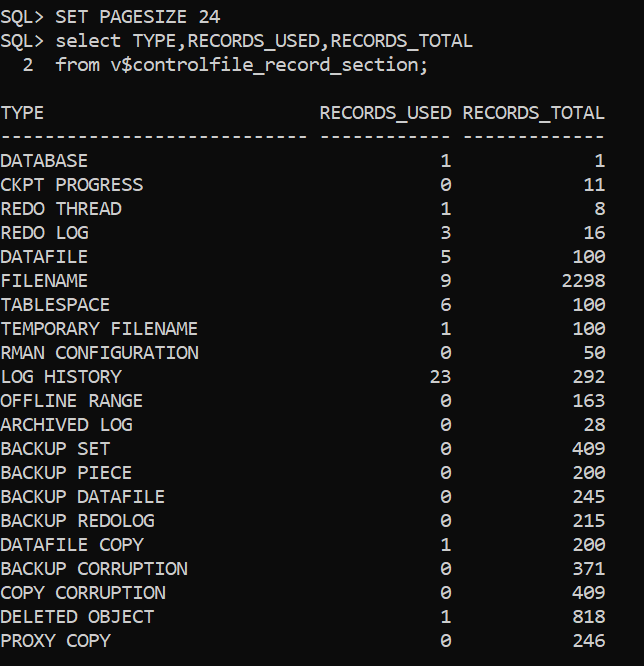 SQL> SET PAGESIZE 24
SQL> select TYPE,RECORDS_USED,RECORDS_TOTAL
  2  from v$controlfile_record_section;

TYPE                         RECORDS_USED RECORDS_TOTAL
---------------------------- ------------ -------------
DATABASE                                1             1
CKPT PROGRESS                           0            11
REDO THREAD                             1             8
REDO LOG                                3            16
DATAFILE                                5           100
FILENAME                                9          2298
TABLESPACE                              6           100
TEMPORARY FILENAME                      1           100
RMAN CONFIGURATION                      0            50
LOG HISTORY                            23           292
OFFLINE RANGE                           0           163
ARCHIVED LOG                            0            28
BACKUP SET                              0           409
BACKUP PIECE                            0           200
BACKUP DATAFILE                         0           245
BACKUP REDOLOG                          0           215
DATAFILE COPY                           1           200
BACKUP CORRUPTION                       0           371
COPY CORRUPTION                         0           409
DELETED OBJECT                          1           818
PROXY COPY                              0           246